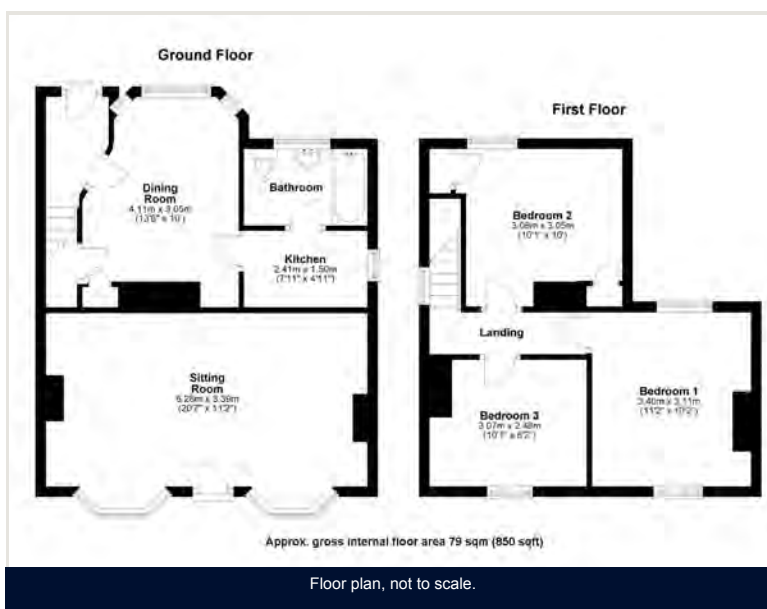 Ground Floor
Dining
Room
4.11m x 3.05m
(13'6" x 10')
Bathroom
Kitchen
2.41m x 1.50m
(7'11" x 4'11")
Sitting
Room
6.28m x 3.39m
(20'7" x 11'2")
First Floor
Bedroom 2
3.08m x 3.05m
(10'1" x 10')
Landing
Bedroom 1
3.40m x 3.11m
(11'2" x 10'2")
Bedroom 3
3.07m x 2.48m
(10'1" x 8'2")
Approx. gross internal floor area 79 sqm (850 sqft)
Floor plan, not to scale.